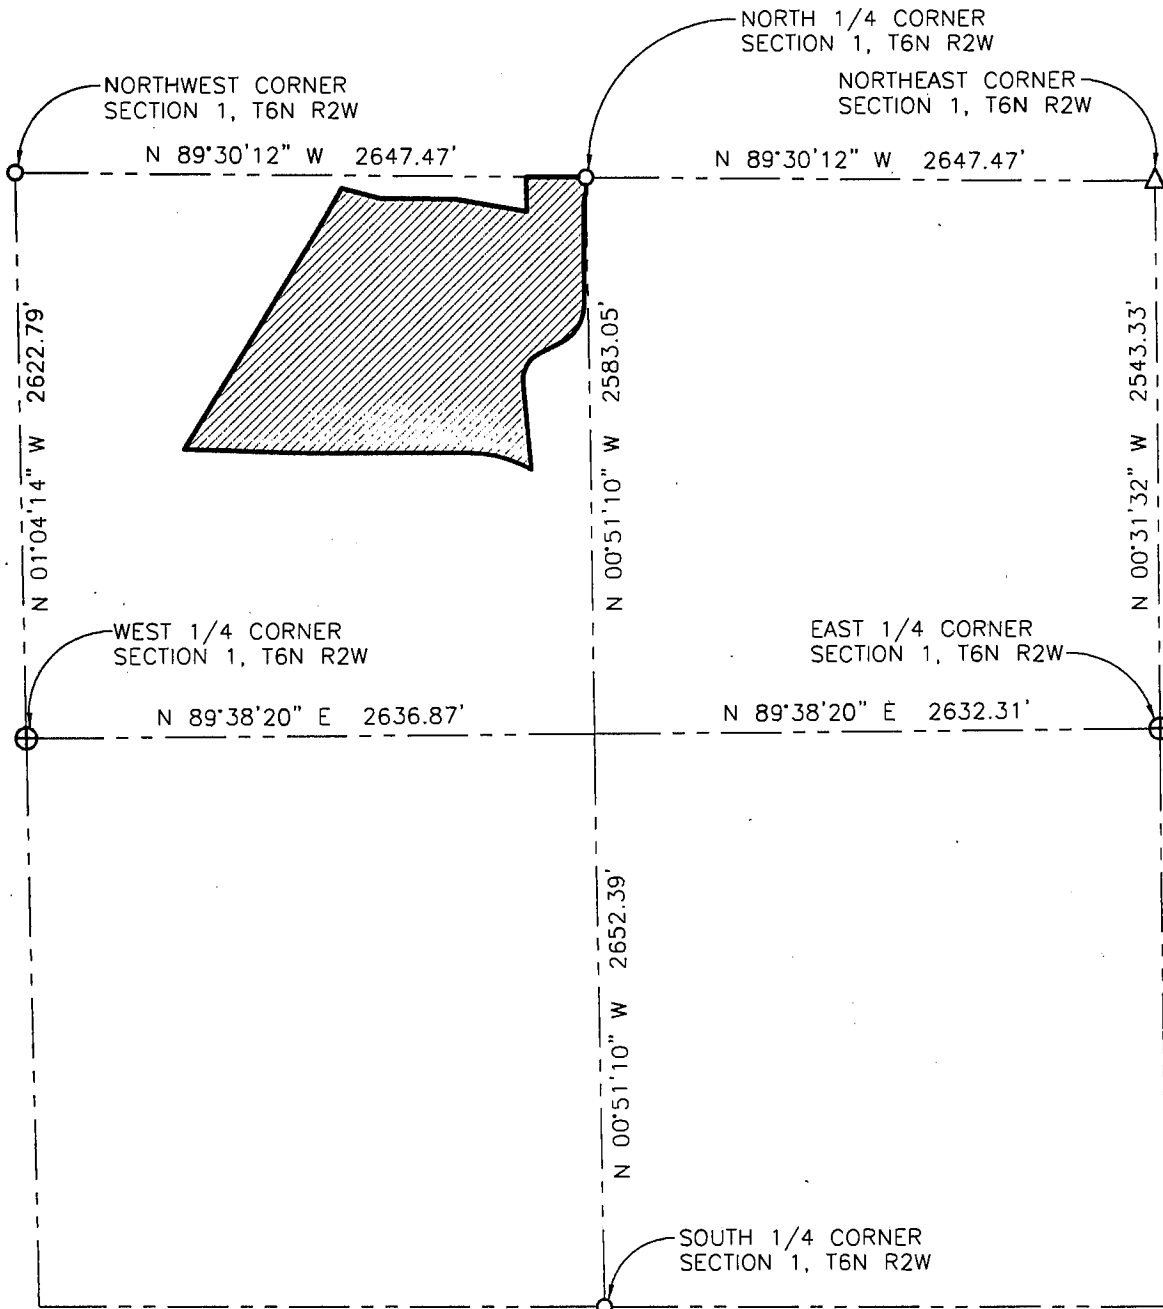 NORTH 1/4 CORNER
SECTION 1, T6N R2W
NORTHWEST CORNER
SECTION 1, T6N R2W
NORTHEAST CORNER
SECTION 1, T6N R2W
N 89°30'12" W 2647.47'
N 89°30'12" W 2647.47'
N 01°04'14" W 2622.79'
N 00°51'10" W 2583.05'
N 00°31'32" W 2543.33'
WEST 1/4 CORNER
SECTION 1, T6N R2W
EAST 1/4 CORNER
SECTION 1, T6N R2W
N 89°38'20" E 2636.87'
N 89°38'20" E 2632.31'
N 00°51'10" W 2652.39'
SOUTH 1/4 CORNER
SECTION 1, T6N R2W